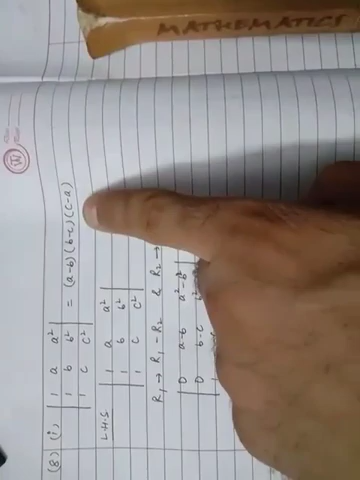 MATHEMATICS
(8) (i) | 1 a a² | = (a-b)(b-c)(c-a)
| 1 b b² |
| 1 c c² |
L.H.S | 1 a a² |
| 1 b b² |
| 1 c c² |
R₁ → R₁ - R₂ & R₂ →
| 0 a-b a²-b² |
| 0 b-c